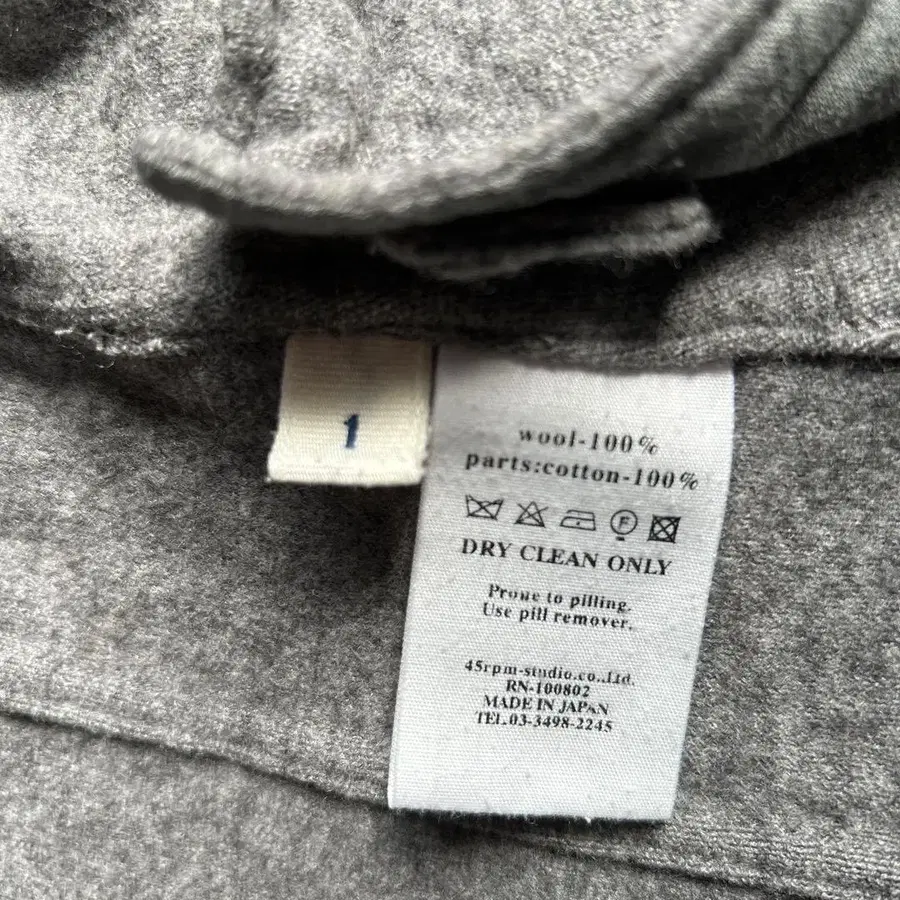 1
wool-100%
parts:cotton-100%
F
DRY CLEAN ONLY
Prone to pilling.
Use pill remover.
45rpm-studio.co.,Ltd.
RN-100802
MADE IN JAPAN
TEL.03-3498-2245